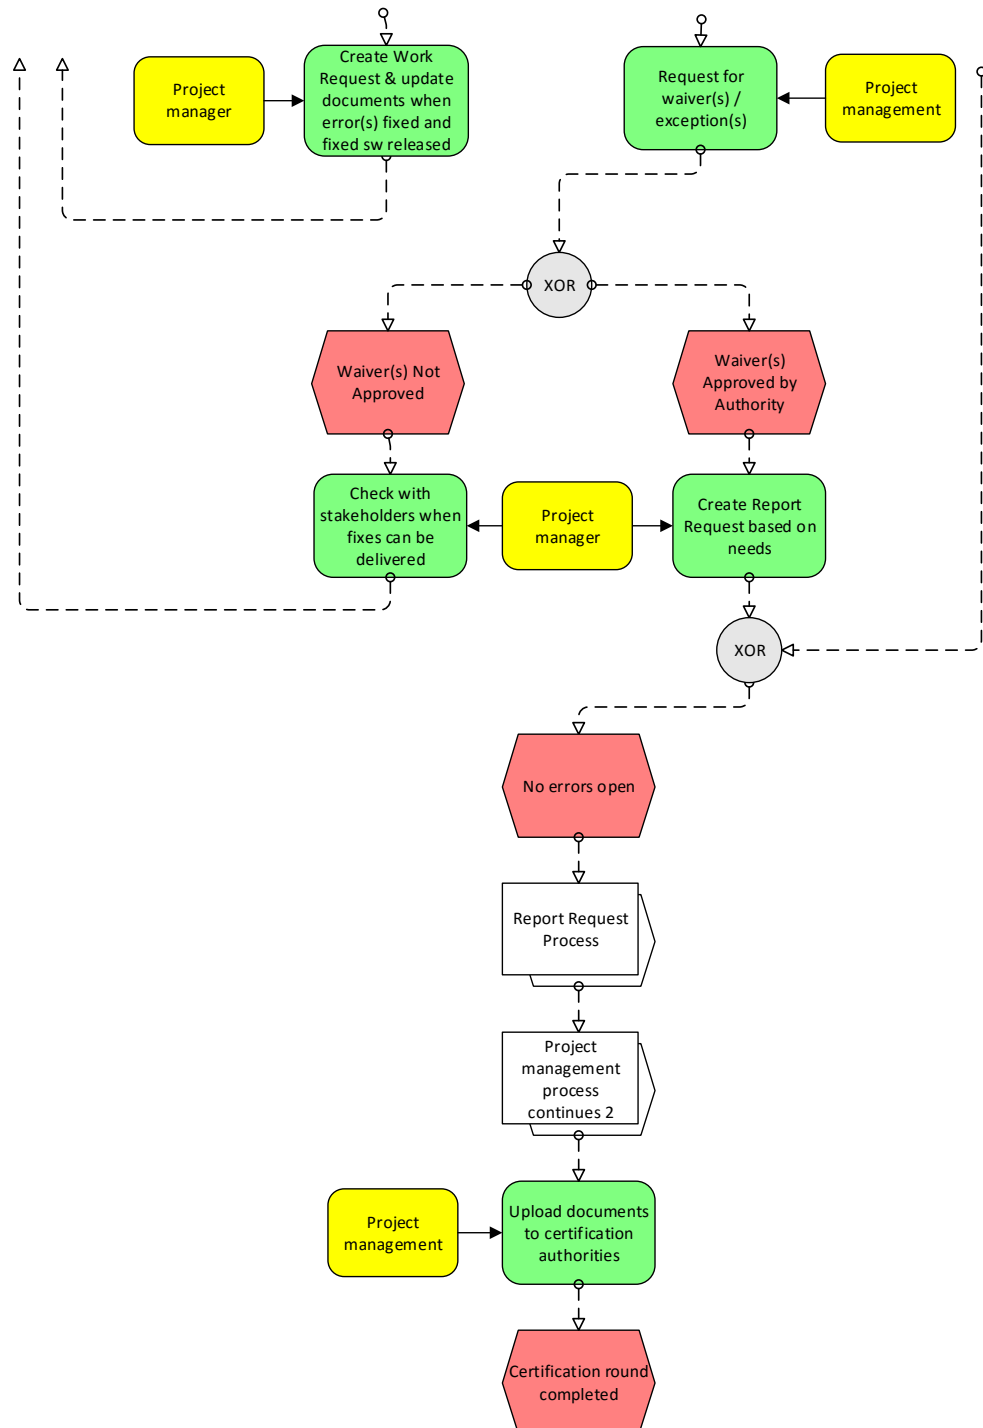 Project
manager
Create Work
Request & update
documents when
error(s) fixed and
fixed sw released
Request for
waiver(s) /
exception(s)
Project
management
XOR
Waiver(s) Not
Approved
Waiver(s)
Approved by
Authority
Check with
stakeholders when
fixes can be
delivered
Project
manager
Create Report
Request based on
needs
XOR
No errors open
Report Request
Process
Project
management
process
continues 2
Project
management
Upload documents
to certification
authorities
Certification round
completed